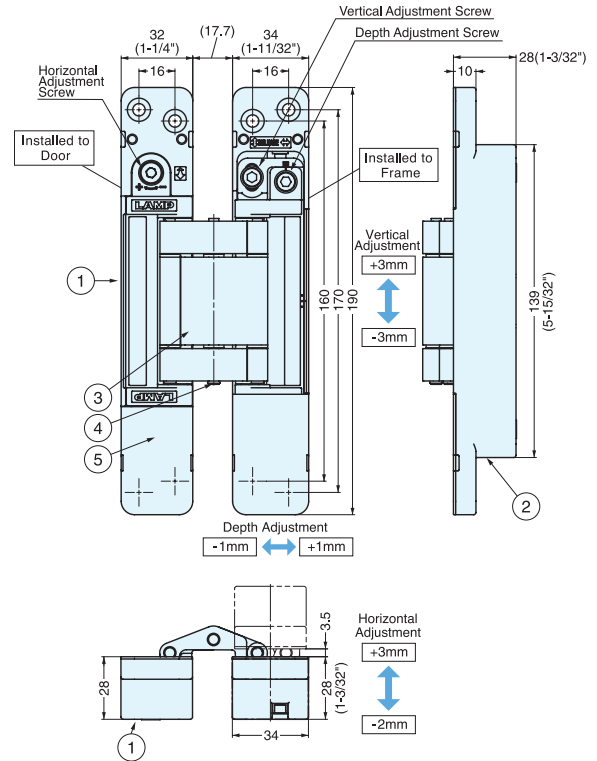 Vertical Adjustment Screw
Depth Adjustment Screw
32
(1-1/4")
(17.7)
34
(1-11/32")
28(1-3/32")
16
16
10
Horizontal
Adjustment
Screw
Installed to
Door
Installed to
Frame
LAMP
Vertical
Adjustment
+3mm
-3mm
1
160
170
190
139
(5-15/32")
3
4
5
LAMP
2
Depth Adjustment
-1mm
+1mm
3.5
Horizontal
Adjustment
+3mm
-2mm
28
28
(1-3/32")
1
34